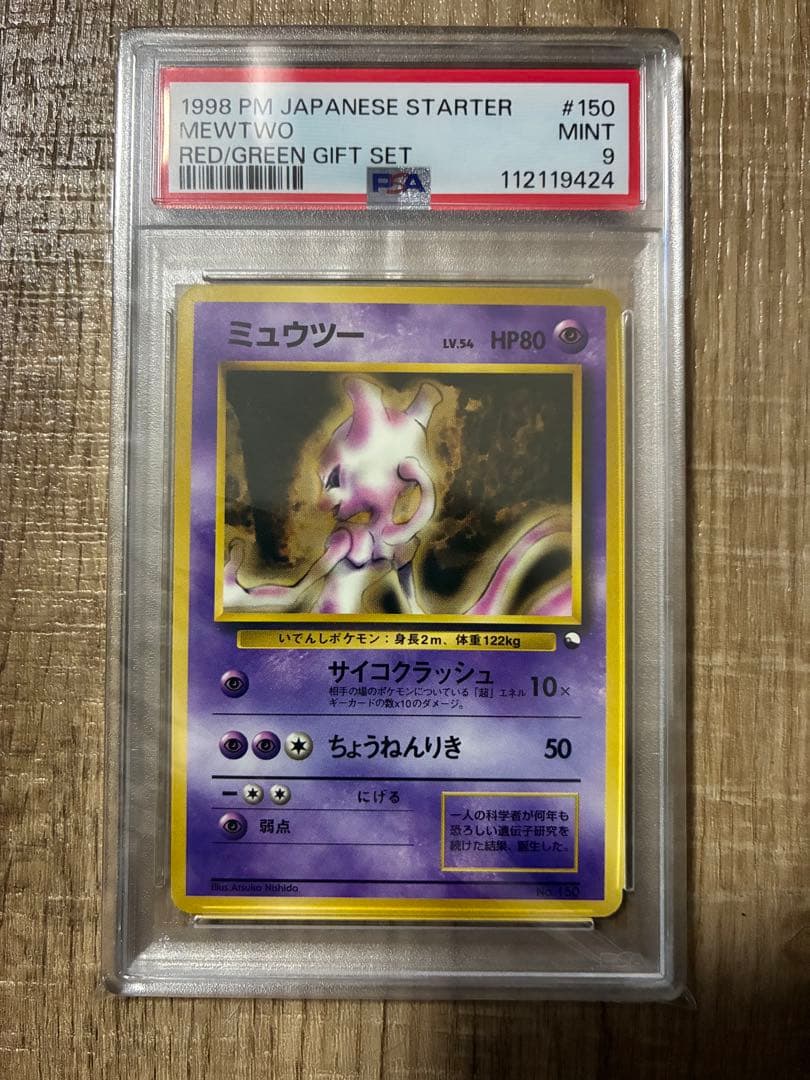 1998 PM JAPANESE STARTER #150
MEWTWO MINT
RED/GREEN GIFT SET 9
PSA 112119424
ミュウツー LV.54 HP80
いでんしポケモン：身長2m、体重122kg
サイコクラッシュ 10×
相手の場のポケモンについている「超」エネル
ギーカードの数x10のダメージ。
ちょうねんりき 50
にげる
弱点
一人の科学者が何年も
恐ろしい遺伝子研究を
続けた結果、誕生した。
Illus.Atsuko Nishida No.150